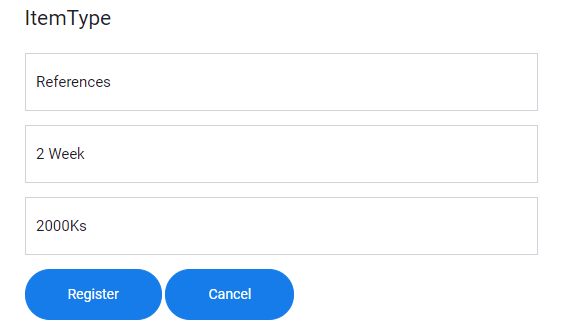 ItemType
References
2 Week
2000Ks
Register Cancel